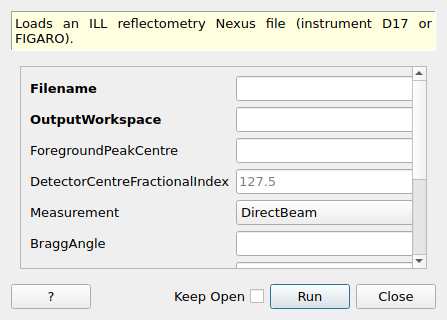 Loads an ILL reflectometry Nexus file (instrument D17 or
FIGARO).
Filename
OutputWorkspace
ForegroundPeakCentre
DetectorCentreFractionalIndex 127.5
Measurement DirectBeam
BraggAngle
? Keep Open Run Close